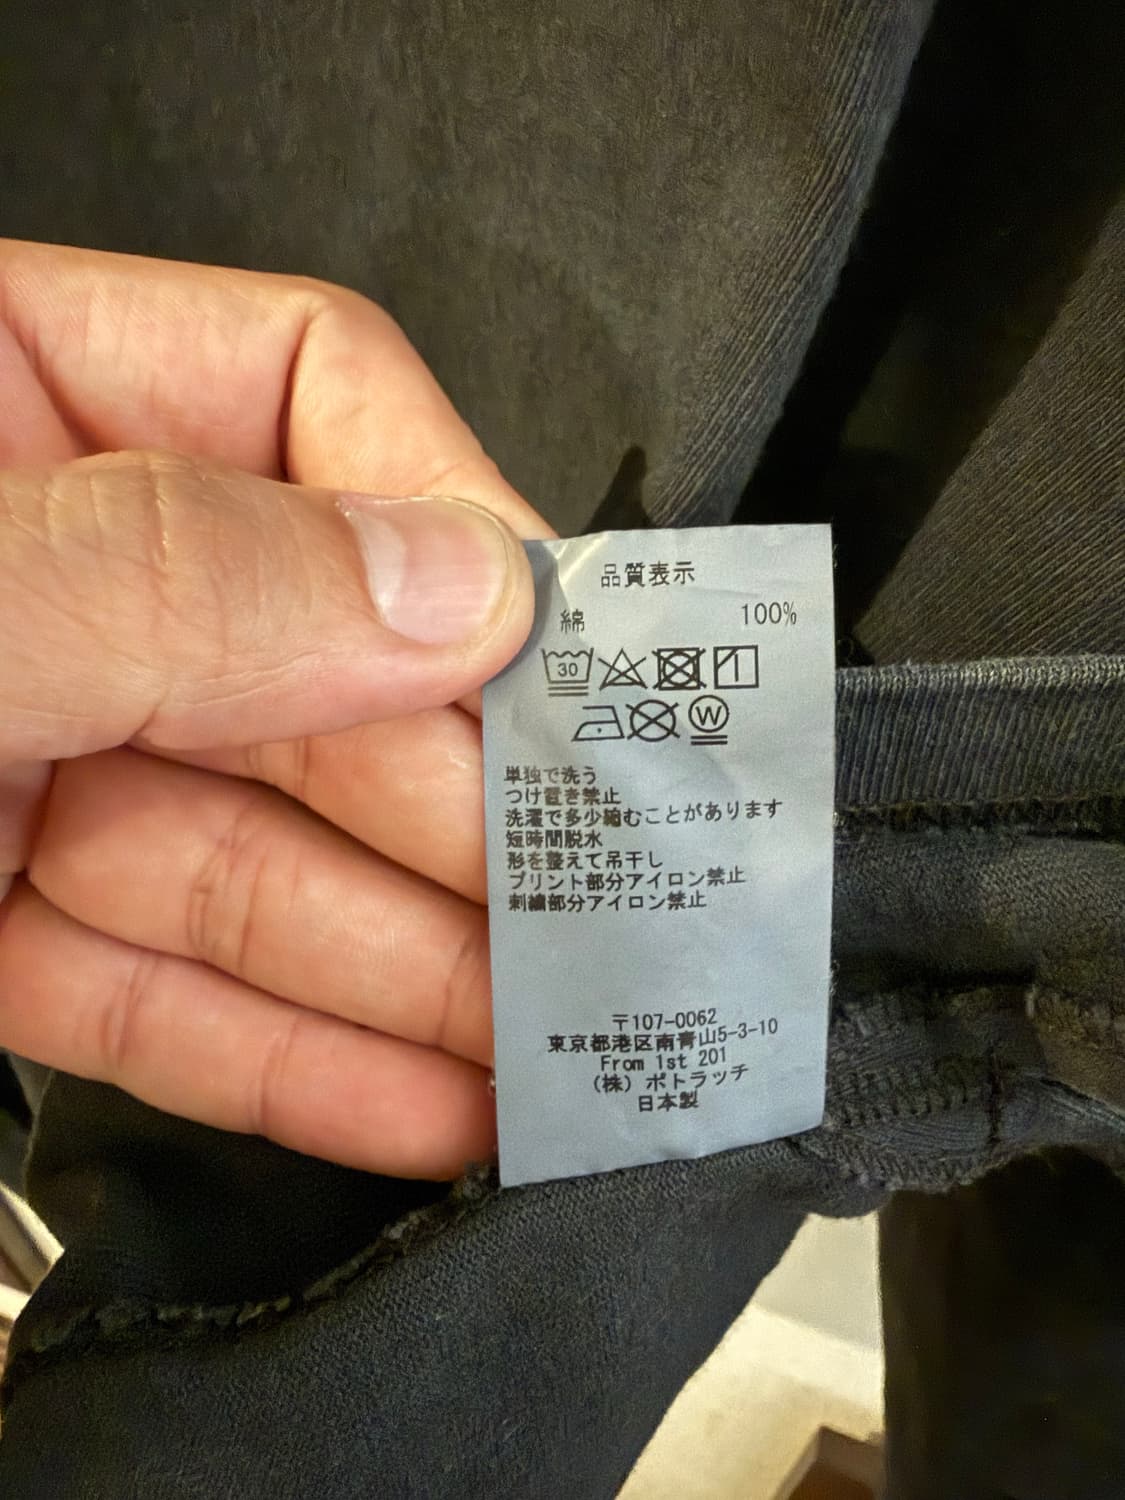 品質表示
綿 100%
30
W
単独で洗う
つけ置き禁止
洗濯で多少縮むことがあります
短時間脱水
形を整えて吊干し
プリント部分アイロン禁止
刺繍部分アイロン禁止
〒107-0062
東京都港区南青山5-3-10
From 1st 201
(株) ポトラッチ
日本製